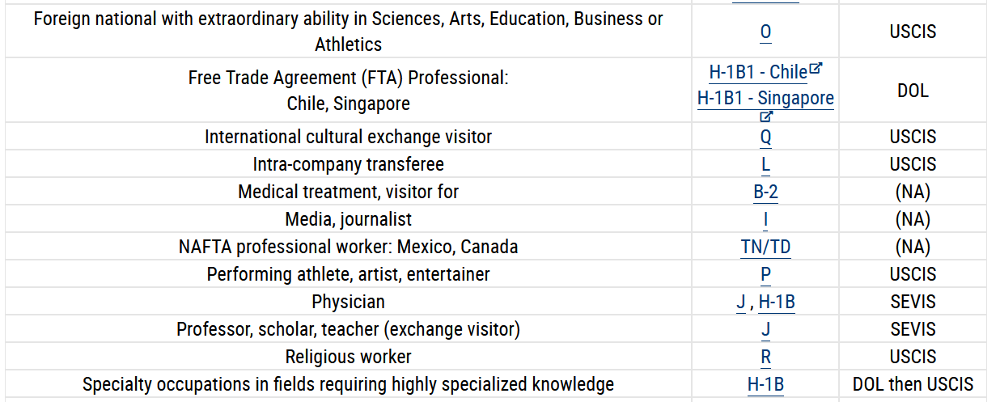 Foreign national with extraordinary ability in Sciences, Arts, Education, Business or
Athletics
O
USCIS
Free Trade Agreement (FTA) Professional:
Chile, Singapore
H-1B1 - Chile
H-1B1 - Singapore
DOL
International cultural exchange visitor
Q
USCIS
Intra-company transferee
L
USCIS
Medical treatment, visitor for
B-2
(NA)
Media, journalist
I
(NA)
NAFTA professional worker: Mexico, Canada
TN/TD
(NA)
Performing athlete, artist, entertainer
P
USCIS
Physician
J , H-1B
SEVIS
Professor, scholar, teacher (exchange visitor)
J
SEVIS
Religious worker
R
USCIS
Specialty occupations in fields requiring highly specialized knowledge
H-1B
DOL then USCIS